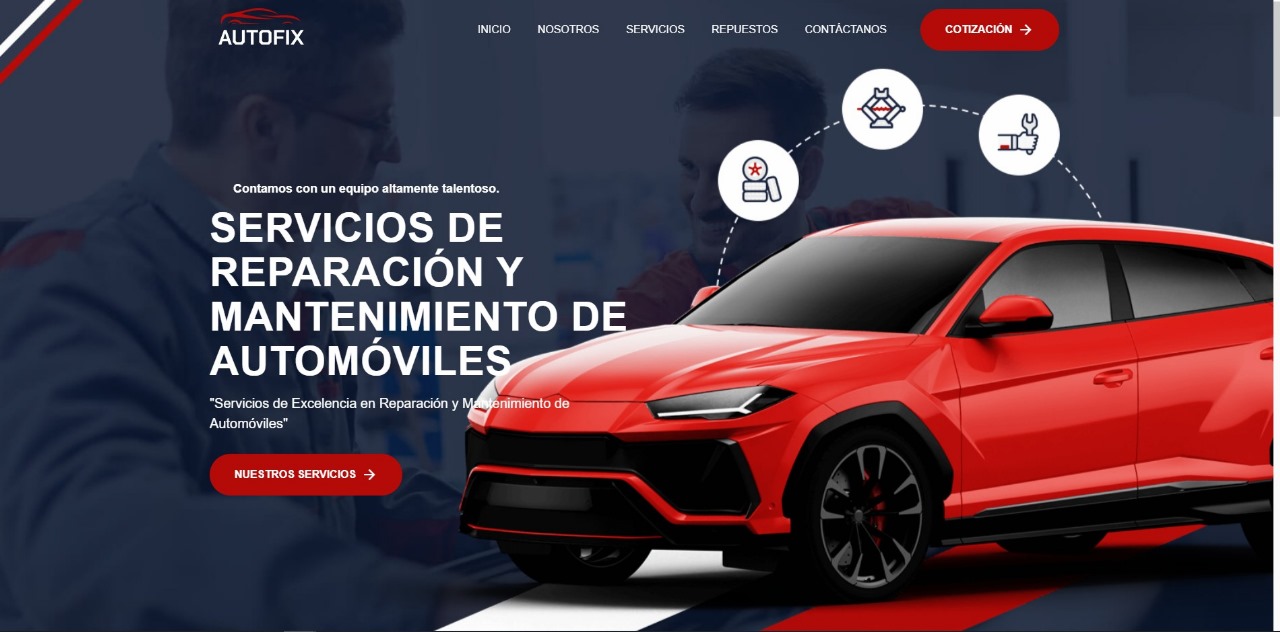 AUTOFIX
INICIO NOSOTROS SERVICIOS REPUESTOS CONTÁCTANOS COTIZACIÓN
Contamos con un equipo altamente talentoso.
SERVICIOS DE
REPARACIÓN Y
MANTENIMIENTO DE
AUTOMÓVILES
"Servicios de Excelencia en Reparación y Mantenimiento de
Automóviles"
NUESTROS SERVICIOS